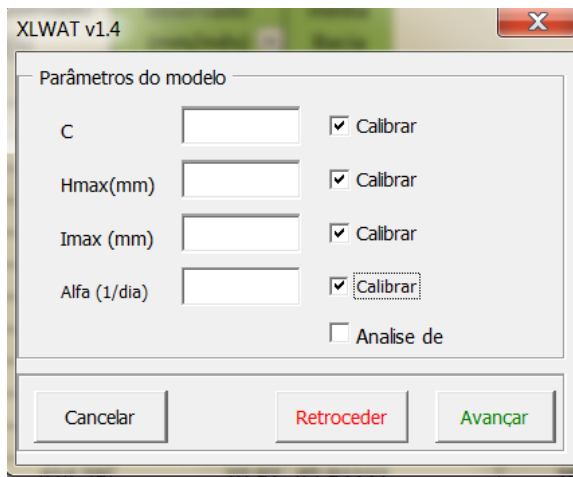 XLWAT v1.4
Parâmetros do modelo
C
Calibrar
Hmax(mm)
Calibrar
Imax (mm)
Calibrar
Alfa (1/dia)
Calibrar
Analise de
Cancelar
Retroceder
Avançar